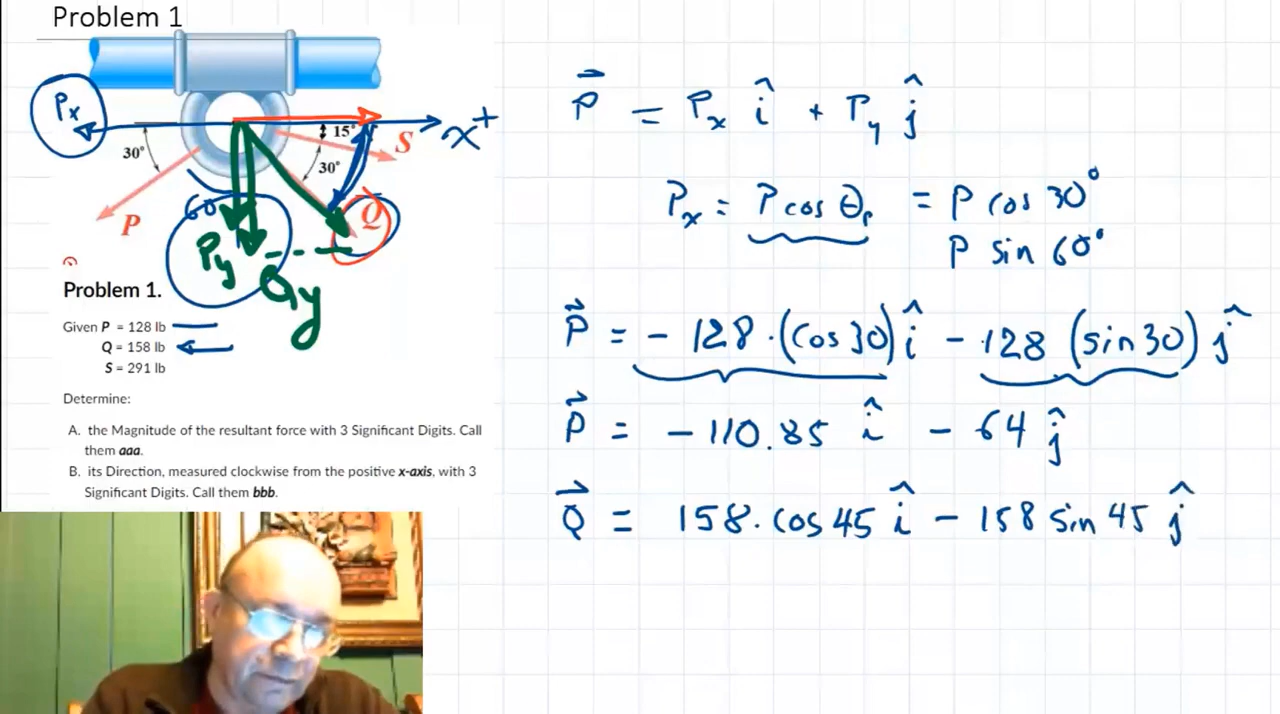 Problem 1
Px
x+
15°
S
30°
30°
P
60
Q
Py
Qy
Problem 1.
Given P = 128 lb
Q = 158 lb
S = 291 lb
Determine:
A. the Magnitude of the resultant force with 3 Significant Digits. Call
them aaa.
B. its Direction, measured clockwise from the positive x-axis, with 3
Significant Digits. Call them bbb.
P⃗ = Px î + Py ĵ
Px = P cos θp = P cos 30°
P sin 60°
P⃗ = - 128 · (cos 30) î - 128 (sin 30) ĵ
P⃗ = - 110.85 î - 64 ĵ
Q⃗ = 158 · cos 45 î - 158 sin 45 ĵ